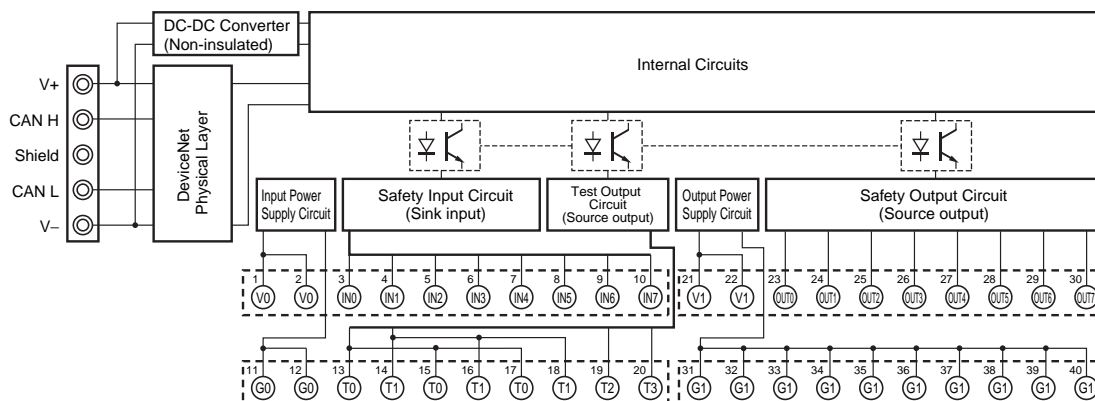 DC-DC Converter
(Non-insulated)
Internal Circuits
V+
CAN H
Shield
CAN L
V–
DeviceNet
Physical Layer
Input Power
Supply Circuit
Safety Input Circuit
(Sink input)
Test Output
Circuit
(Source output)
Output Power
Supply Circuit
Safety Output Circuit
(Source output)
1 2 3 4 5 6 7 8 9 10 21 22 23 24 25 26 27 28 29 30
V0 V0 IN0 IN1 IN2 IN3 IN4 IN5 IN6 IN7 V1 V1 OUT0 OUT1 OUT2 OUT3 OUT4 OUT5 OUT6 OUT7
11 12 13 14 15 16 17 18 19 20 31 32 33 34 35 36 37 38 39 40
G0 G0 T0 T1 T0 T1 T0 T1 T2 T3 G1 G1 G1 G1 G1 G1 G1 G1 G1 G1